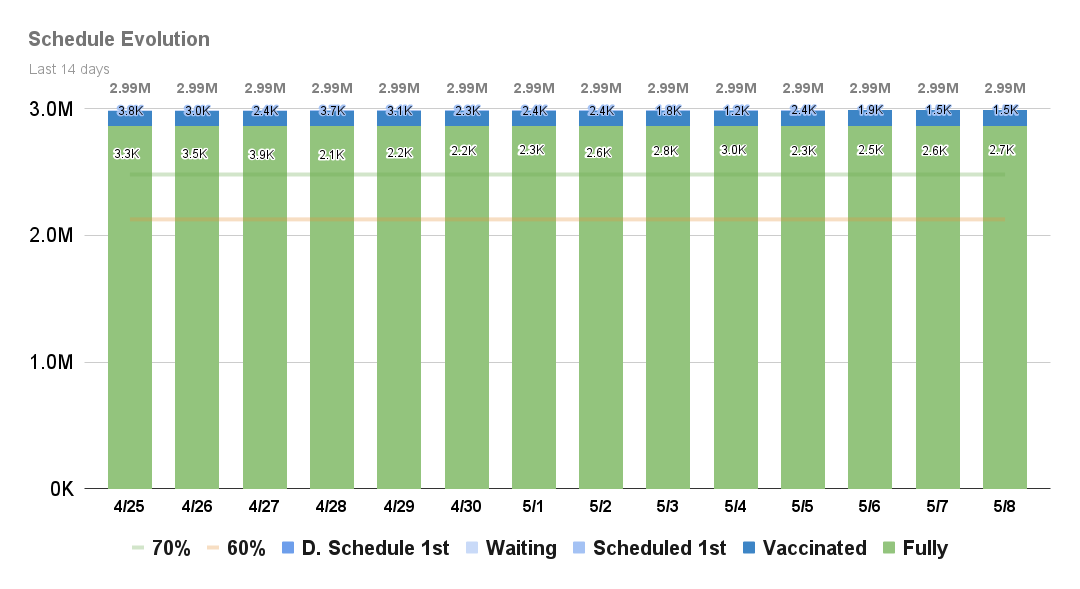 Schedule Evolution
Last 14 days
2.99M 2.99M 2.99M 2.99M 2.99M 2.99M 2.99M 2.99M 2.99M 2.99M 2.99M 2.99M 2.99M 2.99M
3.0M 3.8K 3.0K 2.4K 3.7K 3.1K 2.3K 2.4K 2.4K 1.8K 1.2K 2.4K 1.9K 1.5K 1.5K
3.3K 3.5K 3.9K 2.1K 2.2K 2.2K 2.3K 2.6K 2.8K 3.0K 2.3K 2.5K 2.6K 2.7K
2.0M
1.0M
0K
4/25 4/26 4/27 4/28 4/29 4/30 5/1 5/2 5/3 5/4 5/5 5/6 5/7 5/8
70% 60% D. Schedule 1st Waiting Scheduled 1st Vaccinated Fully